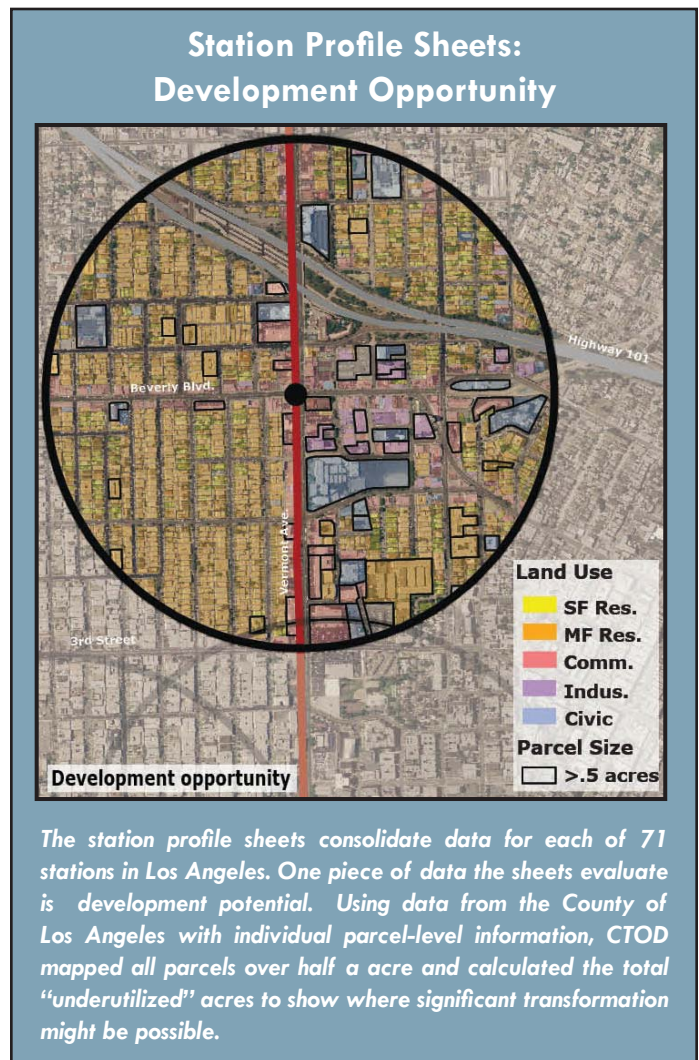 Station Profile Sheets:
Development Opportunity
Highway 101
Beverly Blvd.
Vermont Ave.
3rd Street
Land Use
SF Res.
MF Res.
Comm.
Indus.
Civic
Parcel Size
>.5 acres
Development opportunity
The station profile sheets consolidate data for each of 71
stations in Los Angeles. One piece of data the sheets evaluate
is development potential. Using data from the County of
Los Angeles with individual parcel-level information, CTOD
mapped all parcels over half a acre and calculated the total
“underutilized” acres to show where significant transformation
might be possible.